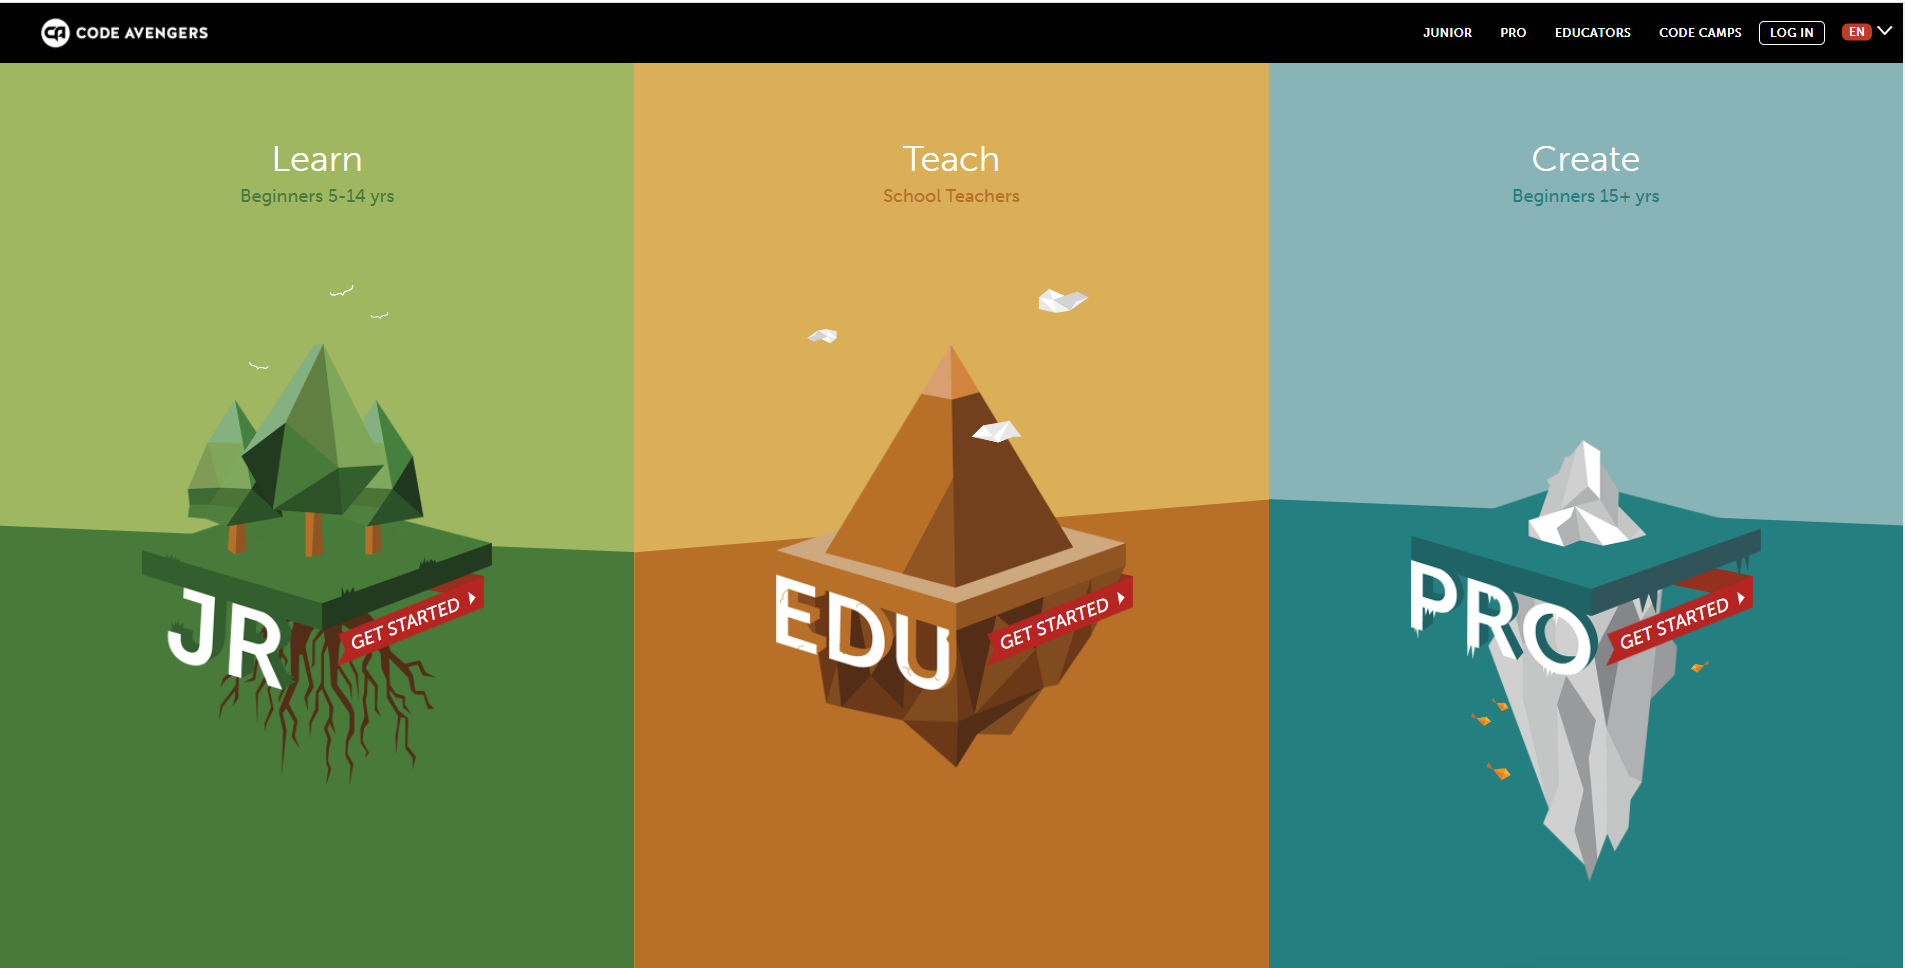 CA CODE AVENGERS
JUNIOR PRO EDUCATORS CODE CAMPS LOG IN EN
Learn
Beginners 5-14 yrs
JR
GET STARTED
Teach
School Teachers
EDU
GET STARTED
Create
Beginners 15+ yrs
PRO
GET STARTED